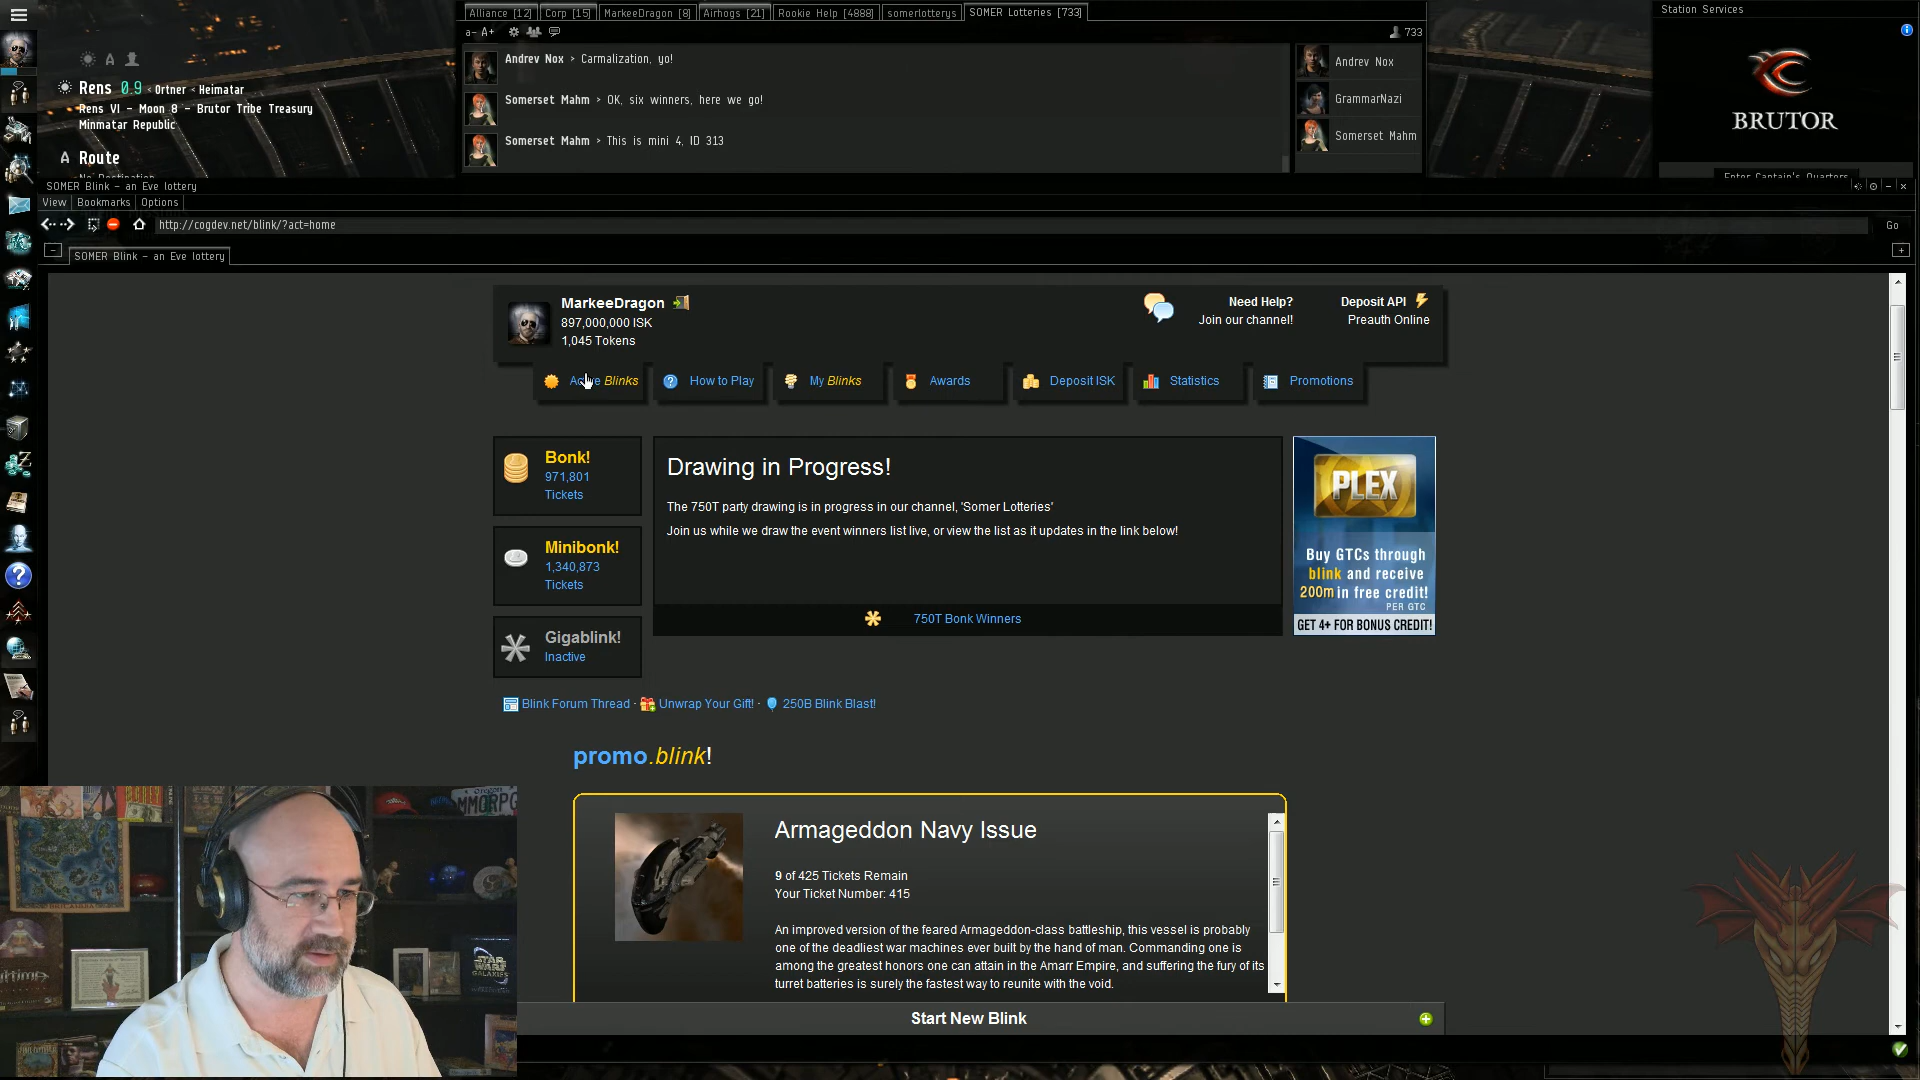 Alliance [12]
Corp [15]
MarkeeDragon [8]
Airhogs [21]
Rookie Help [4888]
somerlotterys
SOMER Lotteries [733]
Station Services
a- A+
733
Andrev Nox > Carmalization, yo!
Somerset Mahm > OK, six winners, here we go!
Somerset Mahm > This is mini 4, ID 313
Andrev Nox
GrammarNazi
Somerset Mahm
BRUTOR
Enter Captain's Quarters
A
Rens 0.9 < Ortner < Heimatar
Rens VI - Moon 8 - Brutor Tribe Treasury
Minmatar Republic
A Route
No Destination
SOMER Blink - an Eve lottery
View
Bookmarks
Options
http://cogdev.net/blink/?act=home
Go
SOMER Blink - an Eve lottery
MarkeeDragon
897,000,000 ISK
1,045 Tokens
Need Help?
Join our channel!
Deposit API
Preauth Online
Active Blinks
How to Play
My Blinks
Awards
Deposit ISK
Statistics
Promotions
Bonk!
971,801
Tickets
Minibonk!
1,340,873
Tickets
Gigablink!
Inactive
Drawing in Progress!
The 750T party drawing is in progress in our channel, 'Somer Lotteries'
Join us while we draw the event winners list live, or view the list as it updates in the link below!
750T Bonk Winners
PLEX
Buy GTCs through
blink and receive
200m in free credit!
PER GTC
GET 4+ FOR BONUS CREDIT!
Blink Forum Thread · Unwrap Your Gift! · 250B Blink Blast!
promo.blink!
Armageddon Navy Issue
9 of 425 Tickets Remain
Your Ticket Number: 415
An improved version of the feared Armageddon-class battleship, this vessel is probably
one of the deadliest war machines ever built by the hand of man. Commanding one is
among the greatest honors one can attain in the Amarr Empire, and suffering the fury of its
turret batteries is surely the fastest way to reunite with the void.
Start New Blink
MMORPG
STAR WARS
GALAXIES